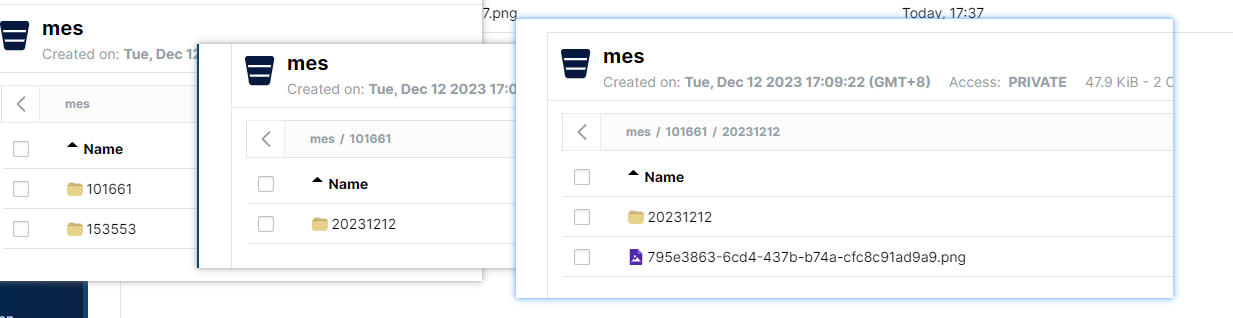 7.png
Today, 17:37
mes
Created on: Tue, Dec 12
mes
Name
101661
153553
mes
Created on: Tue, Dec 12 2023 17:0
mes / 101661
Name
20231212
mes
Created on: Tue, Dec 12 2023 17:09:22 (GMT+8) Access: PRIVATE 47.9 KiB - 2 O
mes / 101661 / 20231212
Name
20231212
795e3863-6cd4-437b-b74a-cfc8c91ad9a9.png